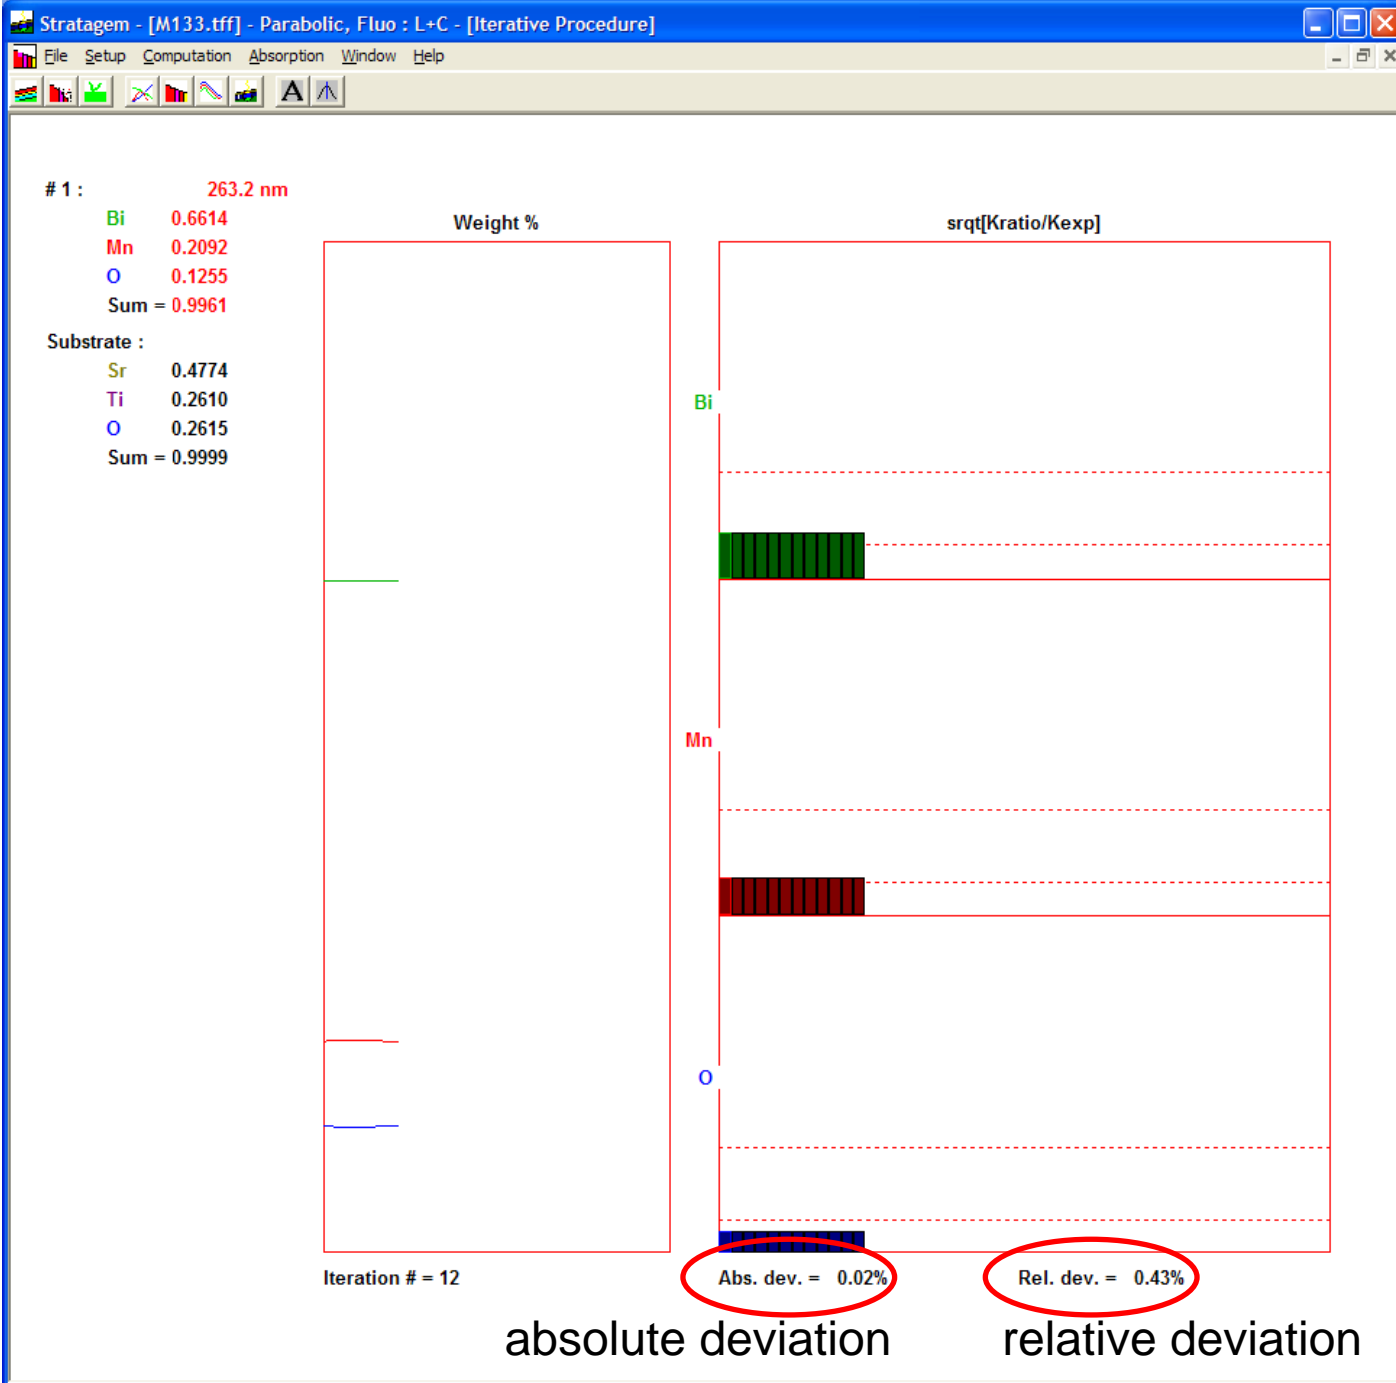 Stratagem - [M133.tff] - Parabolic, Fluo : L+C - [Iterative Procedure]
File Setup Computation Absorption Window Help
A
# 1 : 263.2 nm
Bi 0.6614
Mn 0.2092
O 0.1255
Sum = 0.9961
Substrate :
Sr 0.4774
Ti 0.2610
O 0.2615
Sum = 0.9999
Weight %
srqt[Kratio/Kexp]
Bi
Mn
O
Iteration # = 12
Abs. dev. = 0.02%
Rel. dev. = 0.43%
absolute deviation
relative deviation